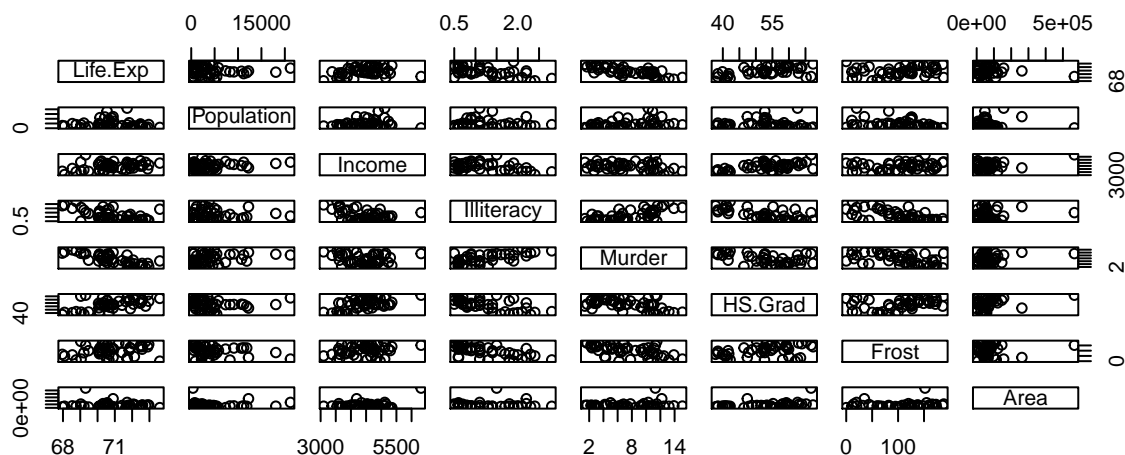 0 15000 0.5 2.0 40 55 0e+00 5e+05
Life.Exp 68
0 Population
Income 3000
0.5 Illiteracy
Murder 2
40 HS.Grad
Frost 0
0e+00 Area
68 71 3000 5500 2 8 14 0 100